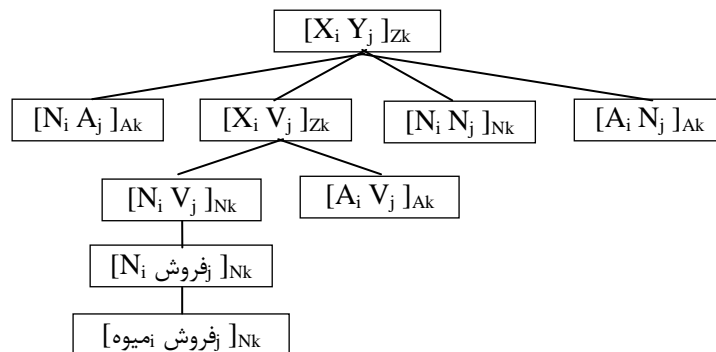 [Xi Yj]Zk
[Ni Aj]Ak [Xi Vj]Zk [Ni Nj]Nk [Ai Nj]Ak
[Ni Vj]Nk [Ai Vj]Ak
[Ni فروشj]Nk
[میوهi فروشj]Nk